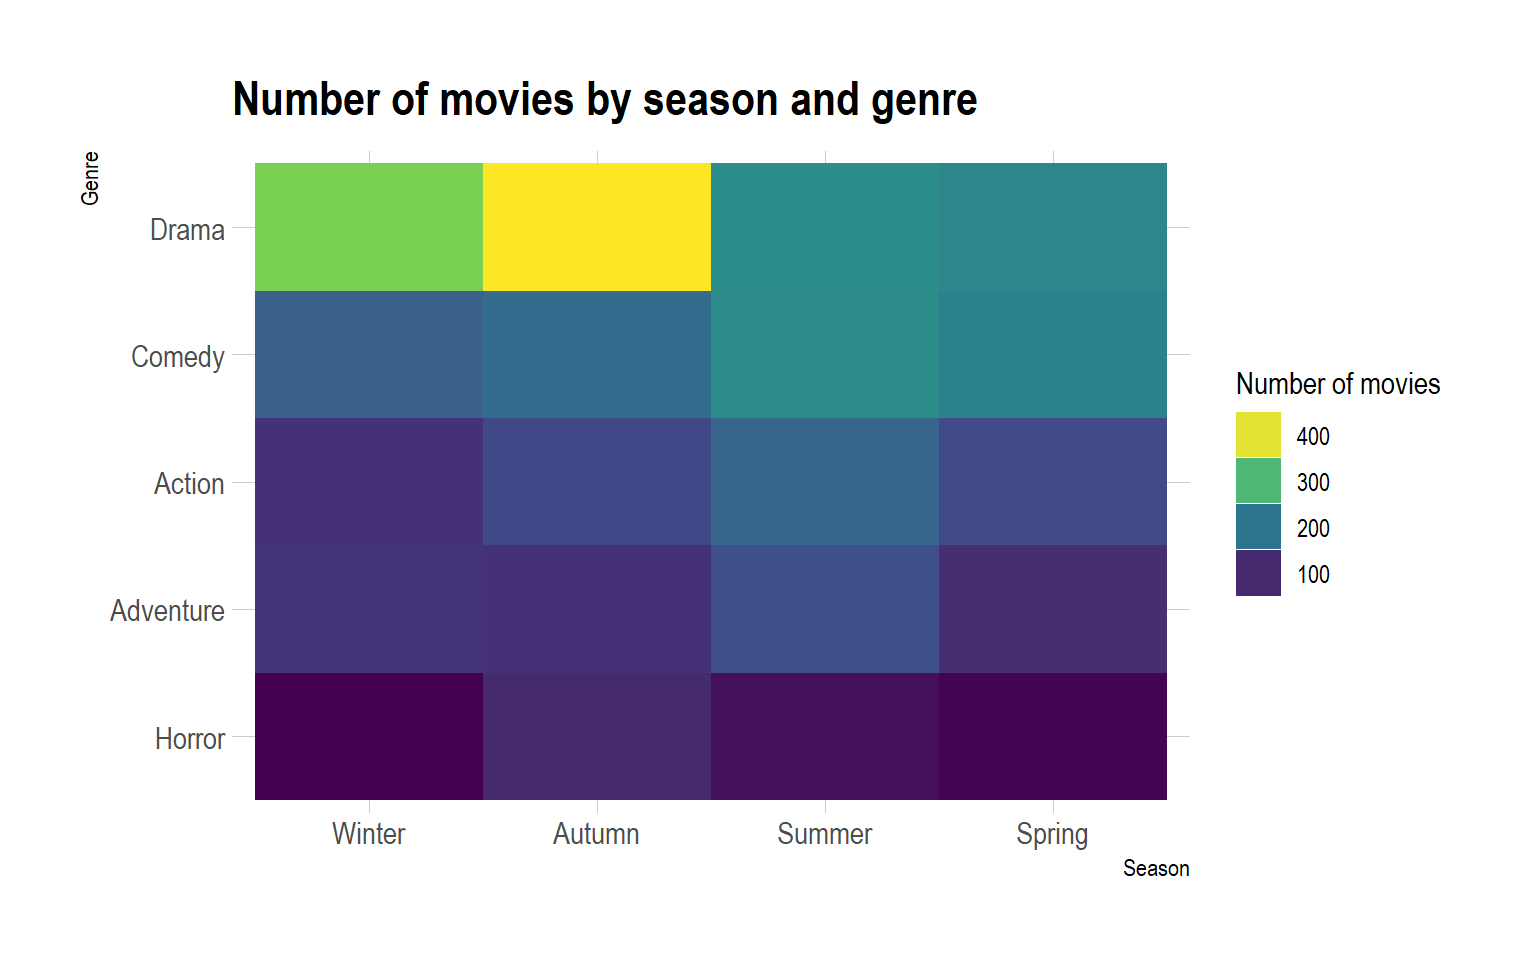 Number of movies by season and genre
Genre
Drama
Comedy
Action
Adventure
Horror
Winter Autumn Summer Spring
Season
Number of movies
400
300
200
100